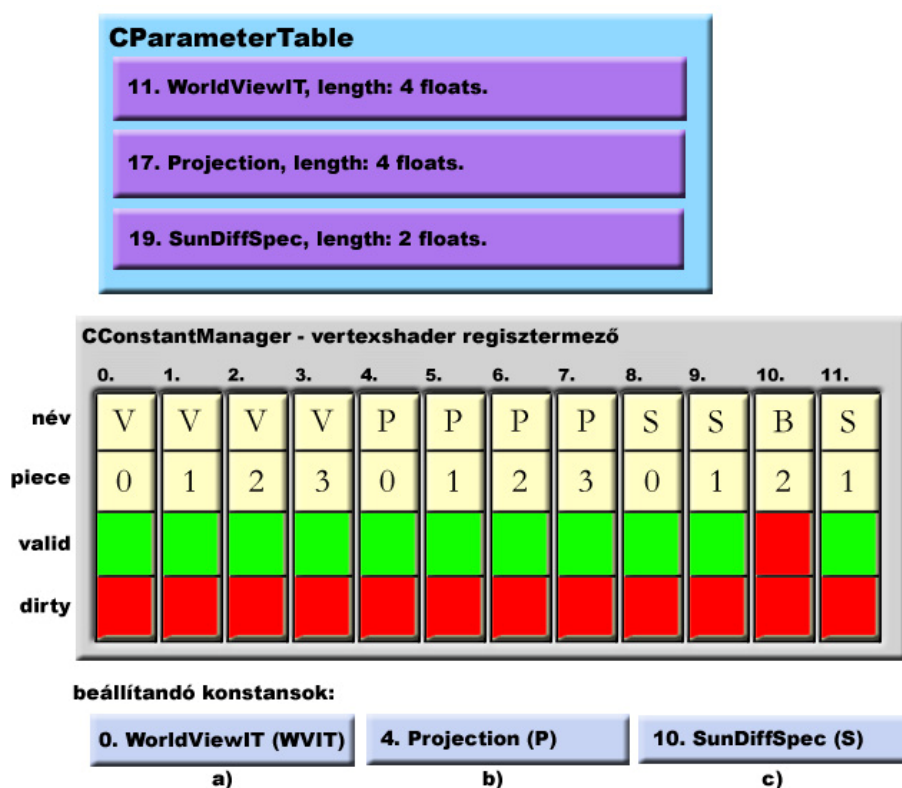 CParameterTable
11. WorldViewIT, length: 4 floats.
17. Projection, length: 4 floats.
19. SunDiffSpec, length: 2 floats.
CConstantManager - vertexshader regisztermező
0. 1. 2. 3. 4. 5. 6. 7. 8. 9. 10. 11.
név V V V V P P P P S S B S
piece 0 1 2 3 0 1 2 3 0 1 2 1
valid
dirty
beállítandó konstansok:
0. WorldViewIT (WVIT) 4. Projection (P) 10. SunDiffSpec (S)
a) b) c)